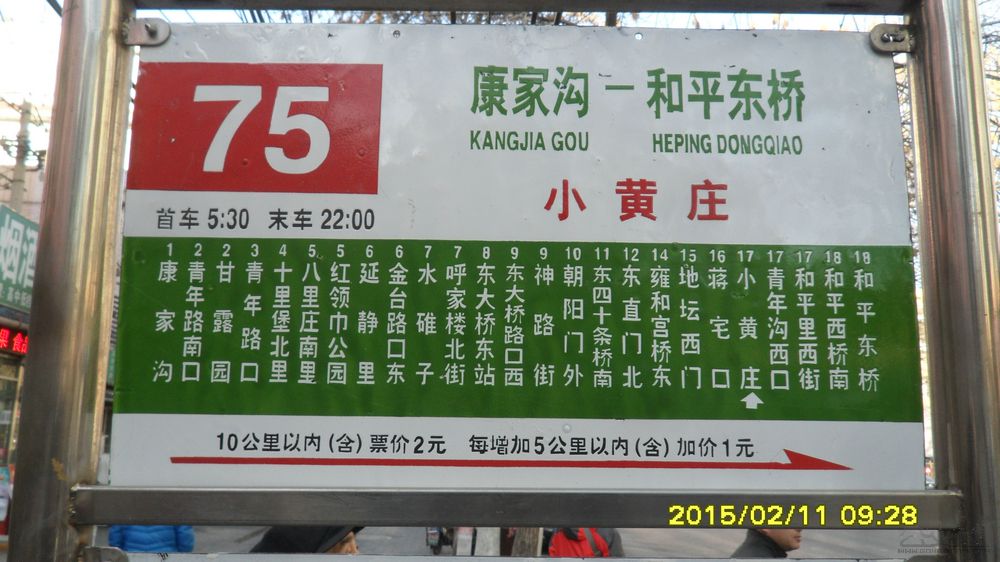 75
康家沟 — 和平东桥
KANGJIA GOU HEPING DONGQIAO
小黄庄
首车 5:30 末车 22:00
1 康家沟
2 青年路南口
2 甘露园
3 青年路口
4 十里堡北里
5 八里庄南里
5 红领巾公园
6 延静里
6 金台路口东
7 水碓子
7 呼家楼北街
8 东大桥东站
9 东大桥路口西
9 神路街
10 朝阳门外
11 东四十条桥南
12 东直门北
14 雍和宫桥东
15 地坛西门
16 蒋宅口
17 小黄庄
17 青年沟西口
17 和平里西街
18 和平西桥南
18 和平东桥
10公里以内(含)票价2元 每增加5公里以内(含)加价1元
2015/02/11 09:28
烟酒
果 食品